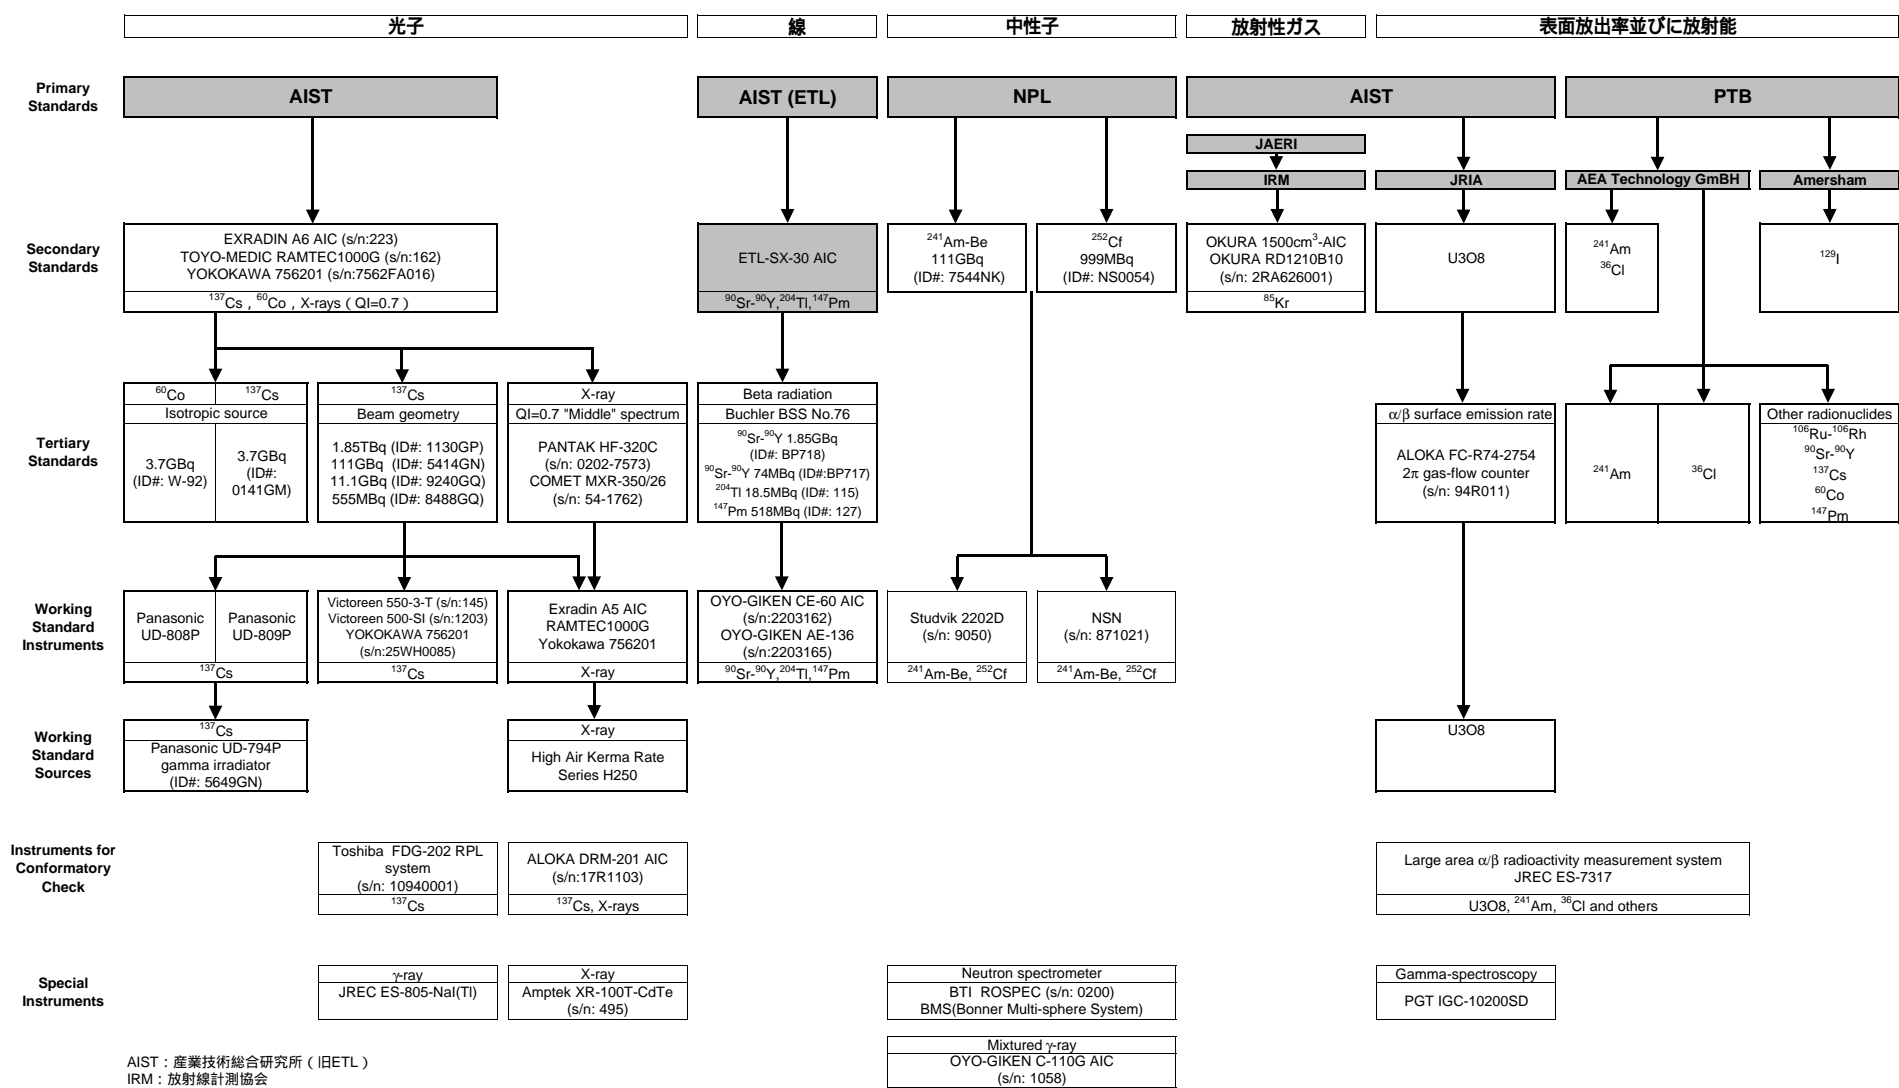 光子
線
中性子
放射性ガス
表面放出率並びに放射能
Primary
Standards
AIST
AIST (ETL)
NPL
AIST
PTB
JAERI
IRM
JRIA
AEA Technology GmBH
Amersham
Secondary
Standards
EXRADIN A6 AIC (s/n:223)
TOYO-MEDIC RAMTEC1000G (s/n:162)
YOKOKAWA 756201 (s/n:7562FA016)
¹³⁷Cs , ⁶⁰Co , X-rays ( QI=0.7 )
ETL-SX-30 AIC
⁹⁰Sr-⁹⁰Y,²⁰⁴Tl,¹⁴⁷Pm
²⁴¹Am-Be
111GBq
(ID#: 7544NK)
²⁵²Cf
999MBq
(ID#: NS0054)
OKURA 1500cm³-AIC
OKURA RD1210B10
(s/n: 2RA626001)
⁸⁵Kr
U3O8
²⁴¹Am
³⁶Cl
¹²⁹I
Tertiary
Standards
⁶⁰Co
¹³⁷Cs
Isotropic source
3.7GBq
(ID#: W-92)
3.7GBq
(ID#:
0141GM)
¹³⁷Cs
Beam geometry
1.85TBq (ID#: 1130GP)
111GBq (ID#: 5414GN)
11.1GBq (ID#: 9240GQ)
555MBq (ID#: 8488GQ)
X-ray
QI=0.7 "Middle" spectrum
PANTAK HF-320C
(s/n: 0202-7573)
COMET MXR-350/26
(s/n: 54-1762)
Beta radiation
Buchler BSS No.76
⁹⁰Sr-⁹⁰Y 1.85GBq
(ID#: BP718)
⁹⁰Sr-⁹⁰Y 74MBq (ID#:BP717)
²⁰⁴Tl 18.5MBq (ID#: 115)
¹⁴⁷Pm 518MBq (ID#: 127)
α/β surface emission rate
ALOKA FC-R74-2754
2π gas-flow counter
(s/n: 94R011)
²⁴¹Am
³⁶Cl
Other radionuclides
¹⁰⁶Ru-¹⁰⁶Rh
⁹⁰Sr-⁹⁰Y
¹³⁷Cs
⁶⁰Co
¹⁴⁷Pm
Working
Standard
Instruments
Panasonic
UD-808P
Panasonic
UD-809P
¹³⁷Cs
Victoreen 550-3-T (s/n:145)
Victoreen 500-SI (s/n:1203)
YOKOKAWA 756201
(s/n:25WH0085)
¹³⁷Cs
Exradin A5 AIC
RAMTEC1000G
Yokokawa 756201
X-ray
OYO-GIKEN CE-60 AIC
(s/n:2203162)
OYO-GIKEN AE-136
(s/n:2203165)
⁹⁰Sr-⁹⁰Y,²⁰⁴Tl,¹⁴⁷Pm
Studvik 2202D
(s/n: 9050)
²⁴¹Am-Be, ²⁵²Cf
NSN
(s/n: 871021)
²⁴¹Am-Be, ²⁵²Cf
Working
Standard
Sources
¹³⁷Cs
Panasonic UD-794P
gamma irradiator
(ID#: 5649GN)
X-ray
High Air Kerma Rate
Series H250
U3O8
Instruments for
Conformatory
Check
Toshiba FDG-202 RPL
system
(s/n: 10940001)
¹³⁷Cs
ALOKA DRM-201 AIC
(s/n:17R1103)
¹³⁷Cs, X-rays
Large area α/β radioactivity measurement system
JREC ES-7317
U3O8, ²⁴¹Am, ³⁶Cl and others
Special
Instruments
γ-ray
JREC ES-805-NaI(Tl)
X-ray
Amptek XR-100T-CdTe
(s/n: 495)
Neutron spectrometer
BTI ROSPEC (s/n: 0200)
BMS(Bonner Multi-sphere System)
Gamma-spectroscopy
PGT IGC-10200SD
Mixtured γ-ray
OYO-GIKEN C-110G AIC
(s/n: 1058)
AIST：産業技術総合研究所（旧ETL）
IRM：放射線計測協会